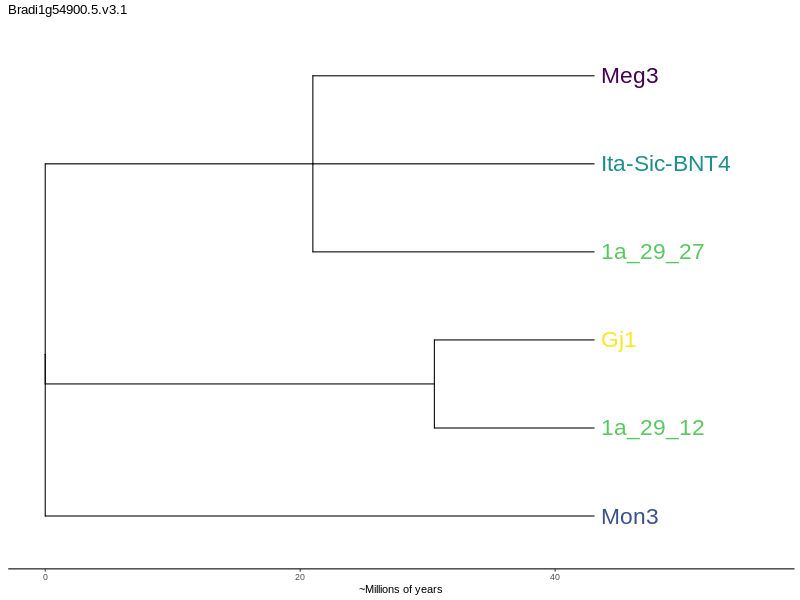 Bradi1g54900.5.v3.1
Meg3
Ita-Sic-BNT4
1a_29_27
Gj1
1a_29_12
Mon3
0 20 40
~Millions of years